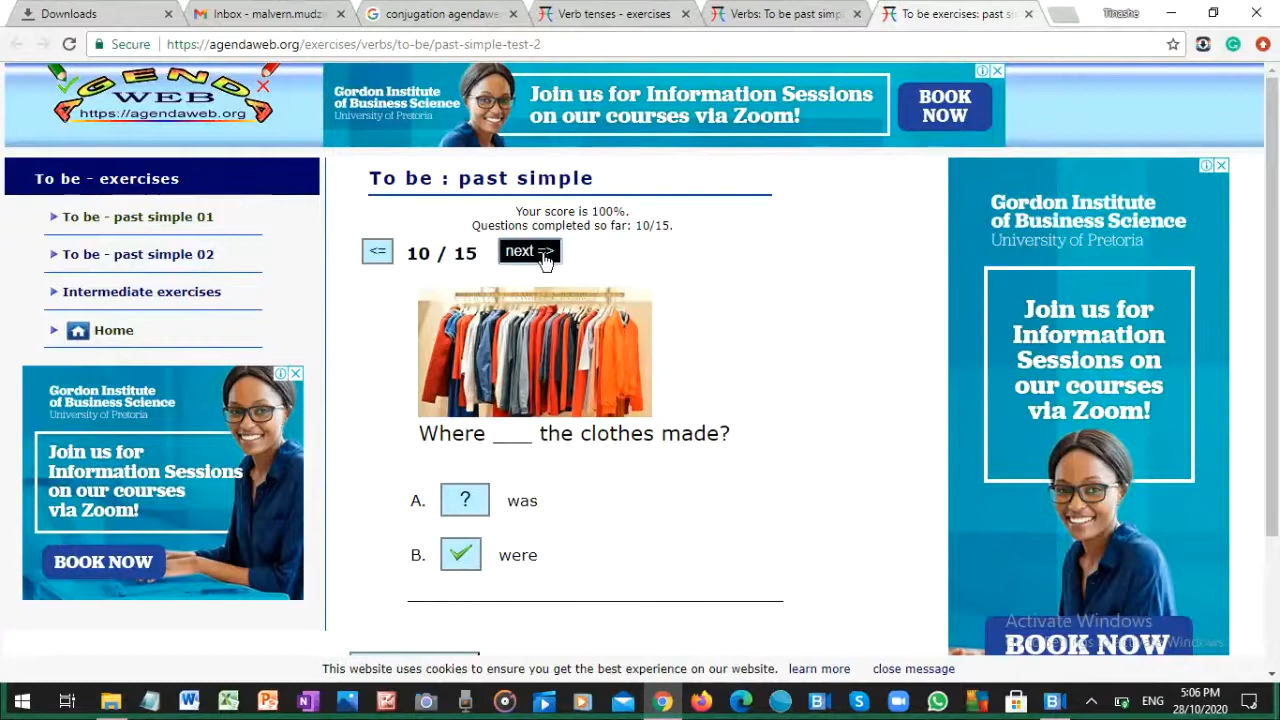 Downloads
Inbox - malvern.mudze
conjugation agendawe
Verb tenses - exercises
Verbs: To be past simp
To be exercises: past si
Tinashe
Secure
https://agendaweb.org/exercises/verbs/to-be/past-simple-test-2
WEB
https://agendaweb.org
Gordon Institute
of Business Science
University of Pretoria
Join us for Information Sessions
on our courses via Zoom!
BOOK
NOW
To be - exercises
To be - past simple 01
To be - past simple 02
Intermediate exercises
Home
Gordon Institute
of Business Science
University of Pretoria
Join us for
Information Sessions
on our courses
via Zoom!
BOOK NOW
To be : past simple
Your score is 100%.
Questions completed so far: 10/15.
<=
10 / 15
next =>
Where ____ the clothes made?
A. ? was
B. were
Gordon Institute
of Business Science
University of Pretoria
Join us for
Information
Sessions on
our courses
via Zoom!
BOOK NOW
Activate Windows
This website uses cookies to ensure you get the best experience on our website. learn more close message
ENG
5:06 PM
28/10/2020